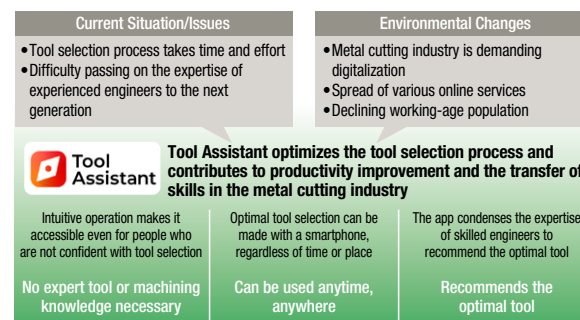 Current Situation/Issues
•Tool selection process takes time and effort
•Difficulty passing on the expertise of
experienced engineers to the next
generation
Environmental Changes
•Metal cutting industry is demanding
digitalization
•Spread of various online services
•Declining working-age population
Tool
Assistant
Tool Assistant optimizes the tool selection process and
contributes to productivity improvement and the transfer of
skills in the metal cutting industry
Intuitive operation makes it
accessible even for people who
are not confident with tool selection
No expert tool or machining
knowledge necessary
Optimal tool selection can be
made with a smartphone,
regardless of time or place
Can be used anytime,
anywhere
The app condenses the expertise
of skilled engineers to
recommend the optimal tool
Recommends the
optimal tool